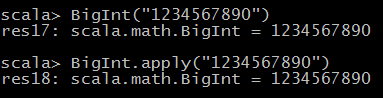 scala> BigInt("1234567890")
res17: scala.math.BigInt = 1234567890
scala> BigInt.apply("1234567890")
res18: scala.math.BigInt = 1234567890